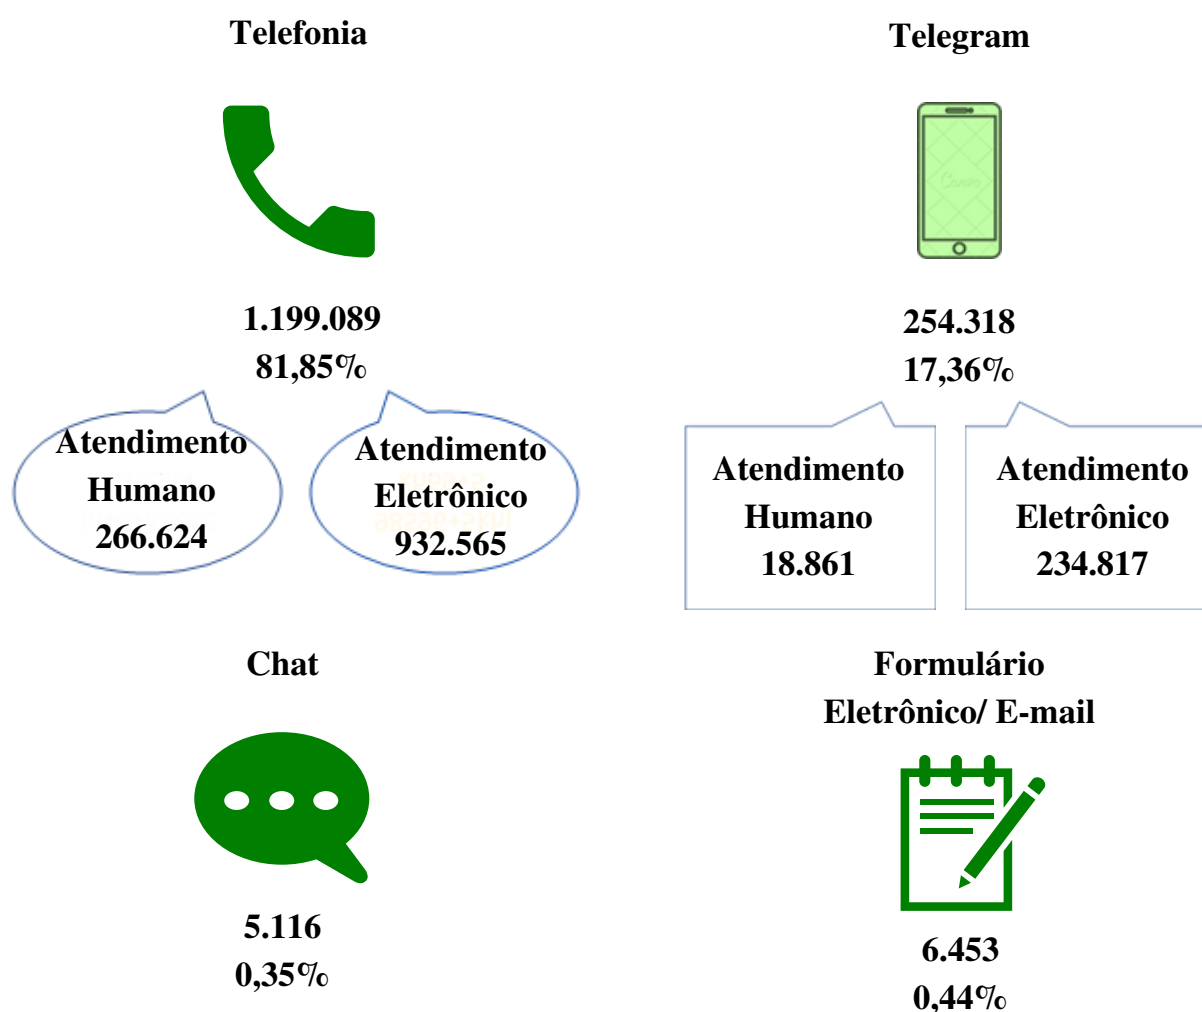 Telefonia
1.199.089
81,85%
Atendimento
Humano
266.624
Atendimento
Eletrônico
932.565
Telegram
Canva
254.318
17,36%
Atendimento
Humano
18.861
Atendimento
Eletrônico
234.817
Chat
5.116
0,35%
Formulário
Eletrônico/ E-mail
6.453
0,44%